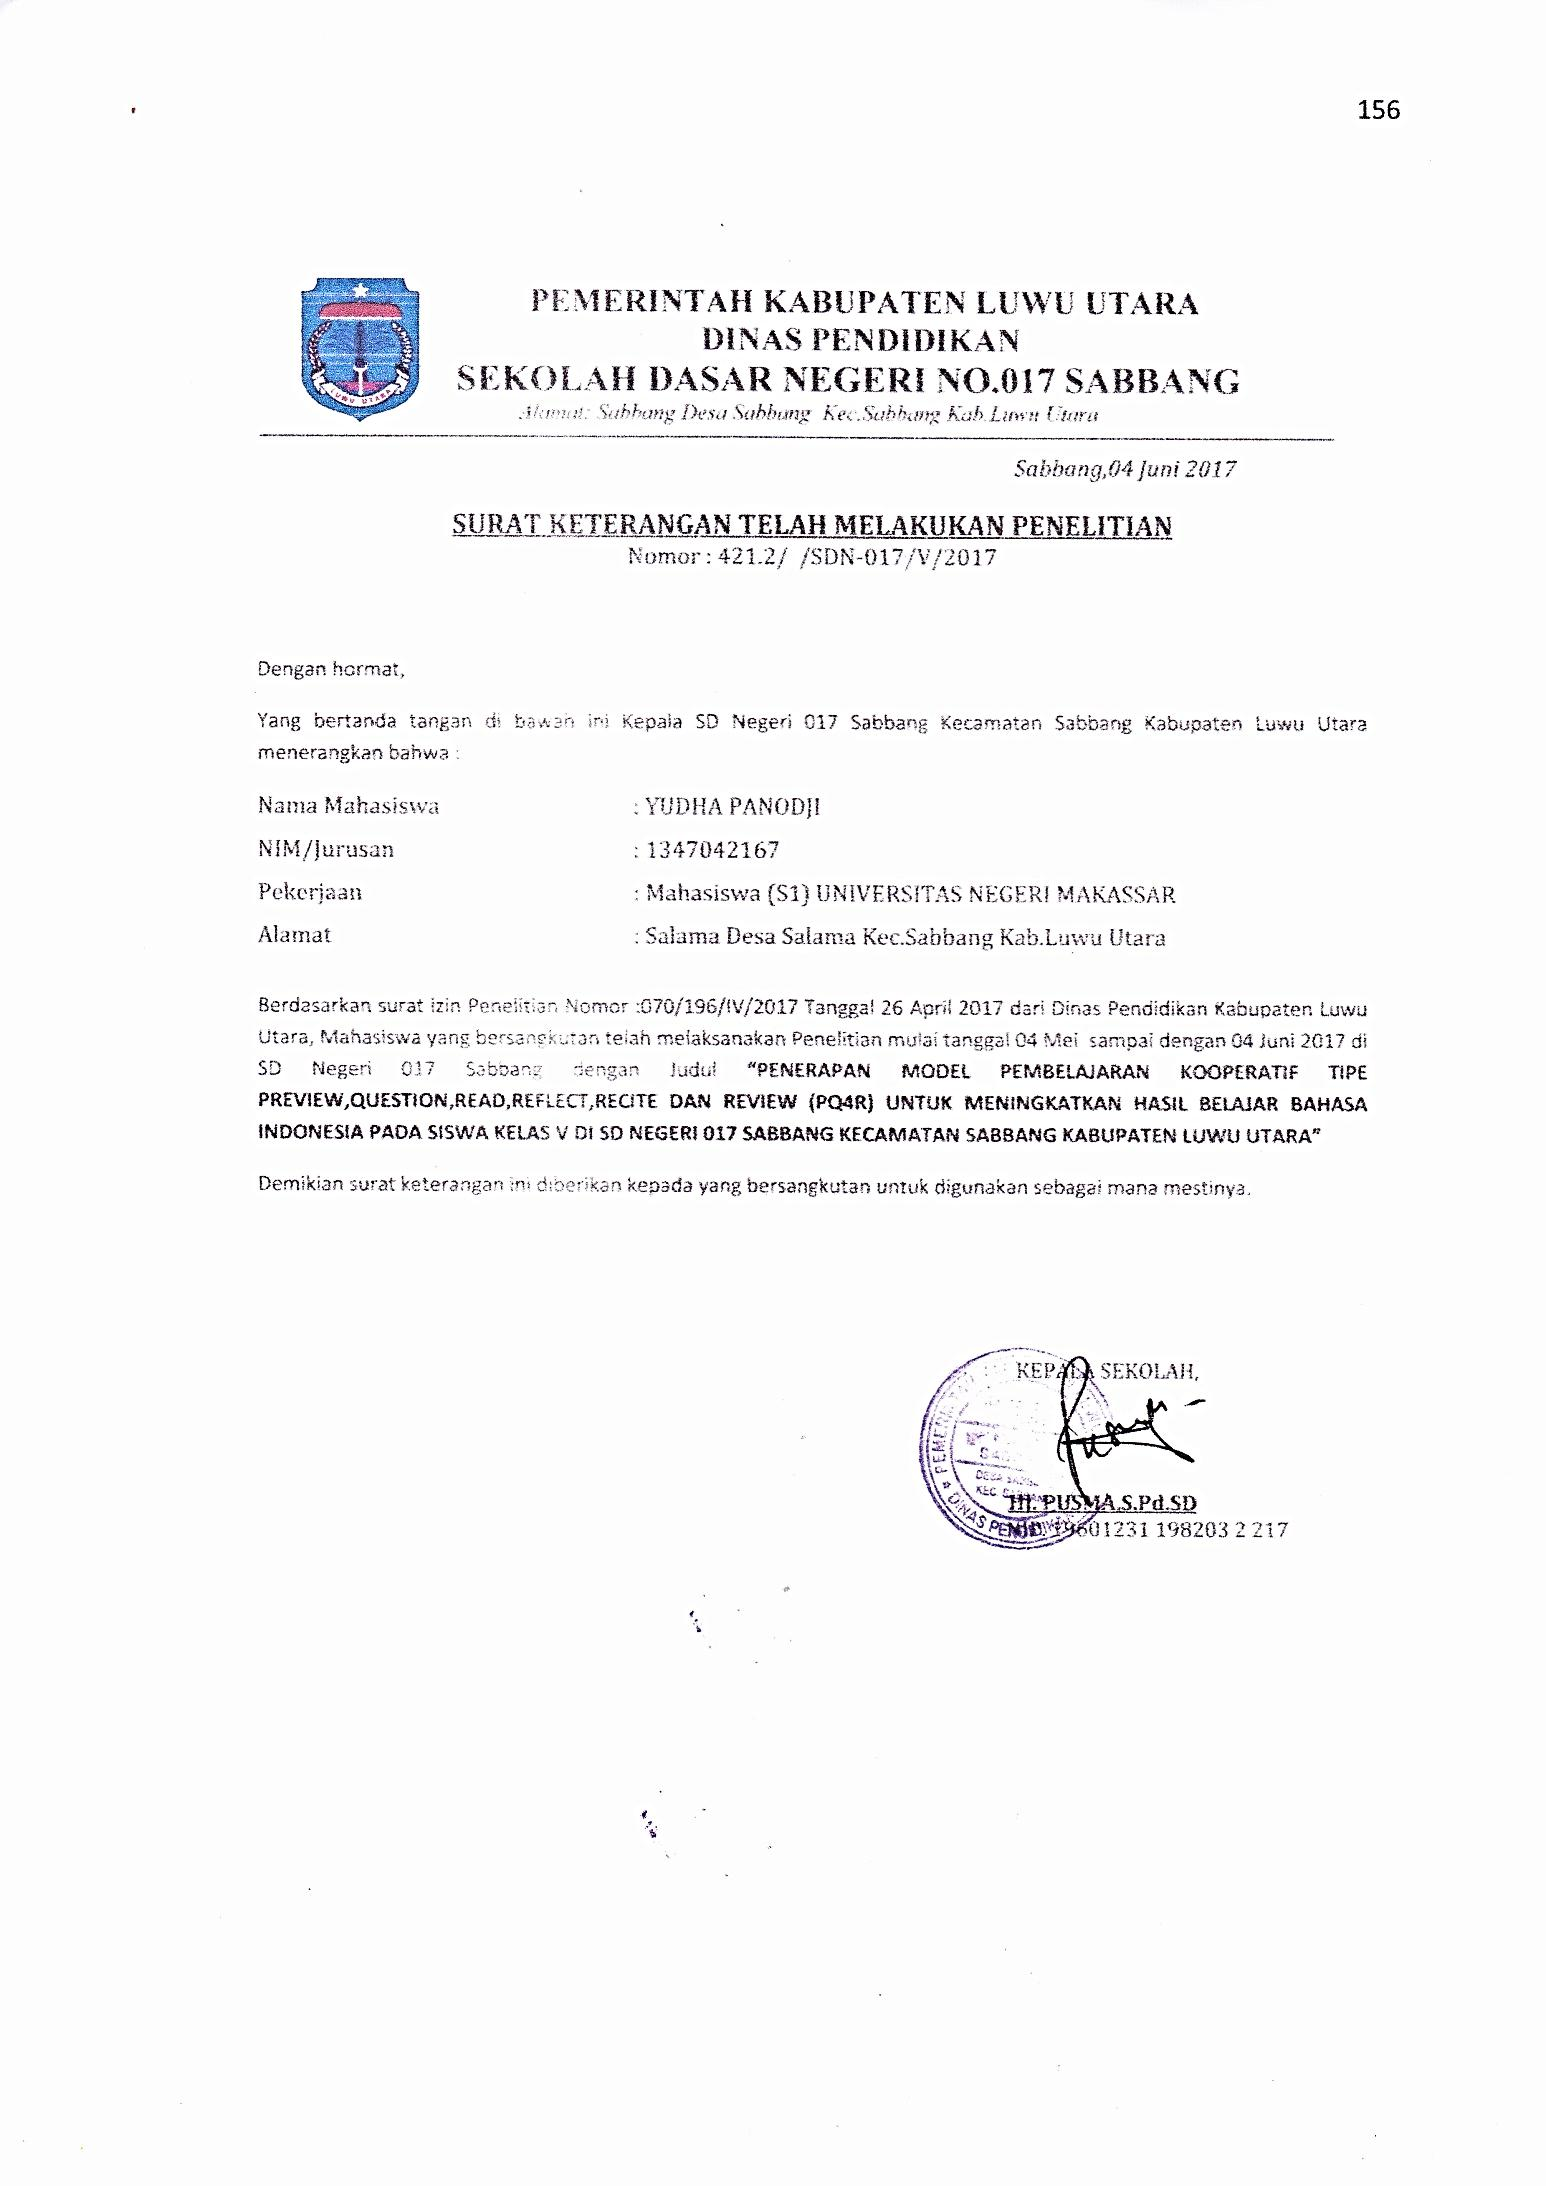 156
PEMERINTAH KABUPATEN LUWU UTARA
DINAS PENDIDIKAN
SEKOLAH DASAR NEGERI NO.017 SABBANG
Alamat: Sabbang Desa Sabbang Kec.Sabbang Kab.Luwu Utara
LUWU UTARA
Sabbang,04 Juni 2017
SURAT KETERANGAN TELAH MELAKUKAN PENELITIAN
Nomor : 421.2/ /SDN-017/V/2017
Dengan hormat,
Yang bertanda tangan di bawah ini Kepala SD Negeri 017 Sabbang Kecamatan Sabbang Kabupaten Luwu Utara
menerangkan bahwa :
Nama Mahasiswa : YUDHA PANODJI
NIM/Jurusan : 1347042167
Pekerjaan : Mahasiswa (S1) UNIVERSITAS NEGERI MAKASSAR
Alamat : Salama Desa Salama Kec.Sabbang Kab.Luwu Utara
Berdasarkan surat izin Penelitian Nomor :070/196/IV/2017 Tanggal 26 April 2017 dari Dinas Pendidikan Kabupaten Luwu
Utara, Mahasiswa yang bersangkutan telah melaksanakan Penelitian mulai tanggal 04 Mei sampai dengan 04 Juni 2017 di
SD Negeri 017 Sabbang dengan Judul "PENERAPAN MODEL PEMBELAJARAN KOOPERATIF TIPE
PREVIEW,QUESTION,READ,REFLECT,RECITE DAN REVIEW (PQ4R) UNTUK MENINGKATKAN HASIL BELAJAR BAHASA
INDONESIA PADA SISWA KELAS V DI SD NEGERI 017 SABBANG KECAMATAN SABBANG KABUPATEN LUWU UTARA"
Demikian surat keterangan ini diberikan kepada yang bersangkutan untuk digunakan sebagai mana mestinya.
KEPALA SEKOLAH,
DINAS
DESA
KEC
Hj. PUSMA.S.Pd.SD
19601231 198203 2 217